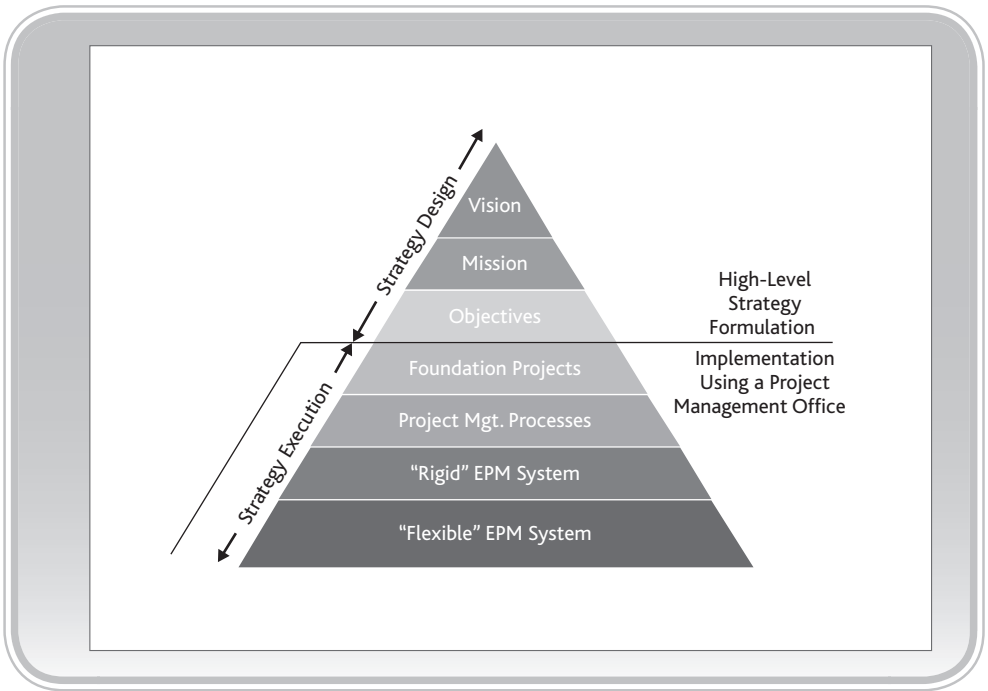 Strategy Design
Vision
Mission
Objectives
High-Level
Strategy
Formulation
Strategy Execution
Foundation Projects
Project Mgt. Processes
“Rigid” EPM System
“Flexible” EPM System
Implementation
Using a Project
Management Office